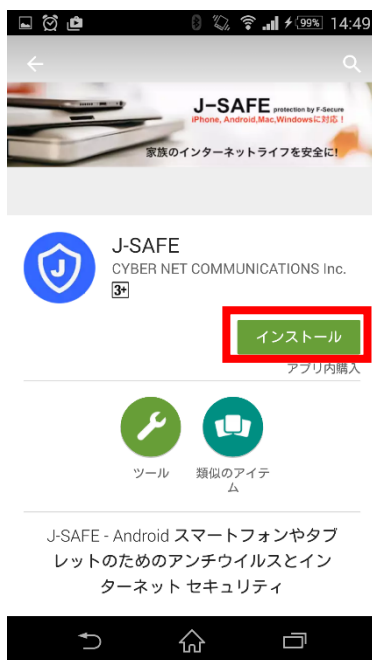 99% 14:49
J-SAFE protection by F-Secure
iPhone, Android,Mac,Windowsに対応！
家族のインターネットライフを安全に!
J
J-SAFE
CYBER NET COMMUNICATIONS Inc.
3+
インストール
アプリ内購入
ツール
類似のアイテ
ム
J-SAFE - Android スマートフォンやタブ
レットのためのアンチウイルスとイン
ターネット セキュリティ